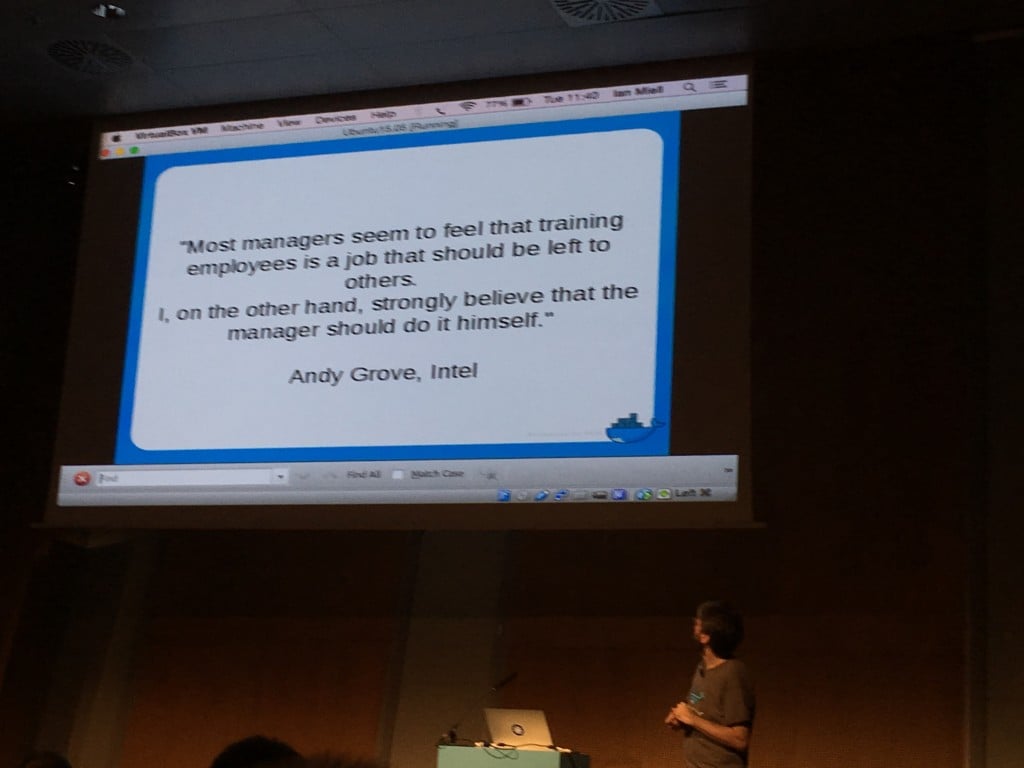 VirtualBox VM Machine View Devices Help 77% Tue 11:40 Ian Miell
Ubuntu15.05 [Running]
"Most managers seem to feel that training
employees is a job that should be left to
others.
I, on the other hand, strongly believe that the
manager should do it himself."
Andy Grove, Intel
Find Find All Match Case
Left ⌘